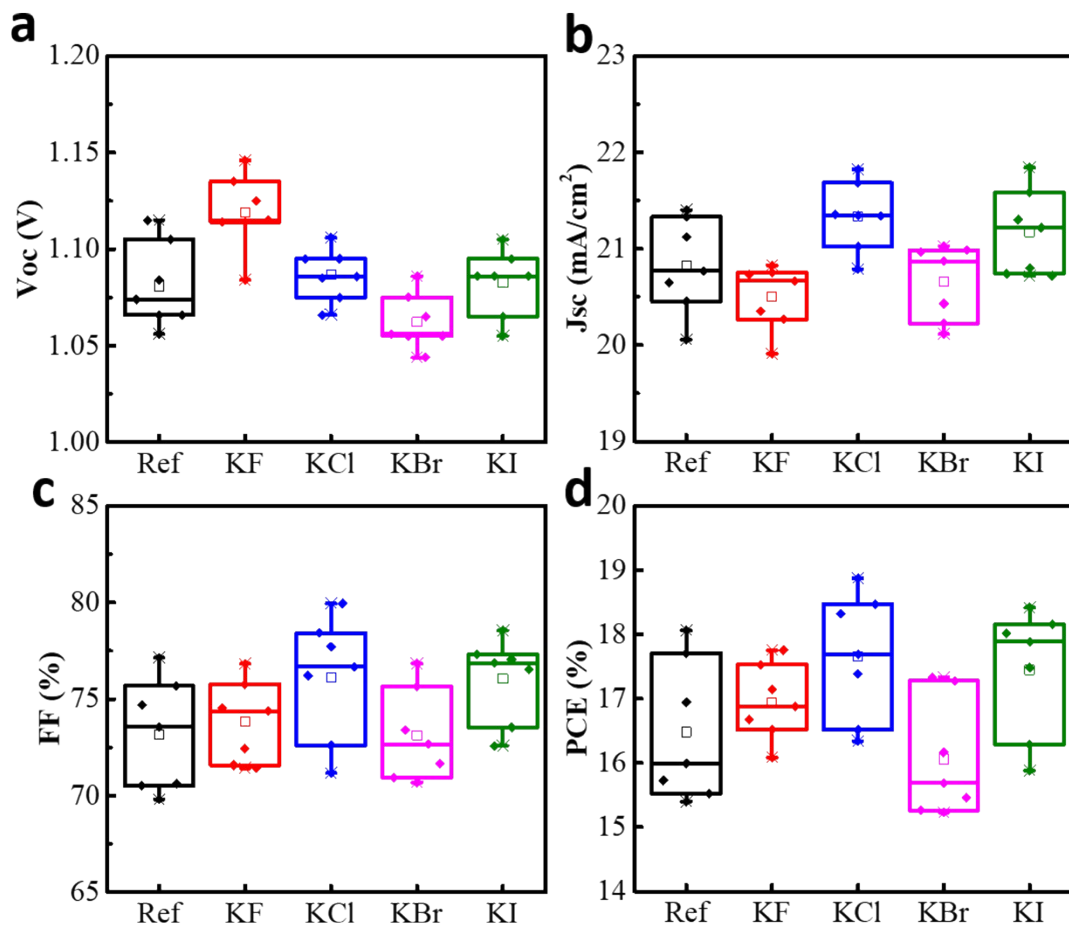 a
Voc (V)
1.20
1.15
1.10
1.05
1.00
Ref KF KCl KBr KI
b
Jsc (mA/cm²)
23
22
21
20
19
Ref KF KCl KBr KI
c
FF (%)
85
80
75
70
65
Ref KF KCl KBr KI
d
PCE (%)
20
19
18
17
16
15
14
Ref KF KCl KBr KI